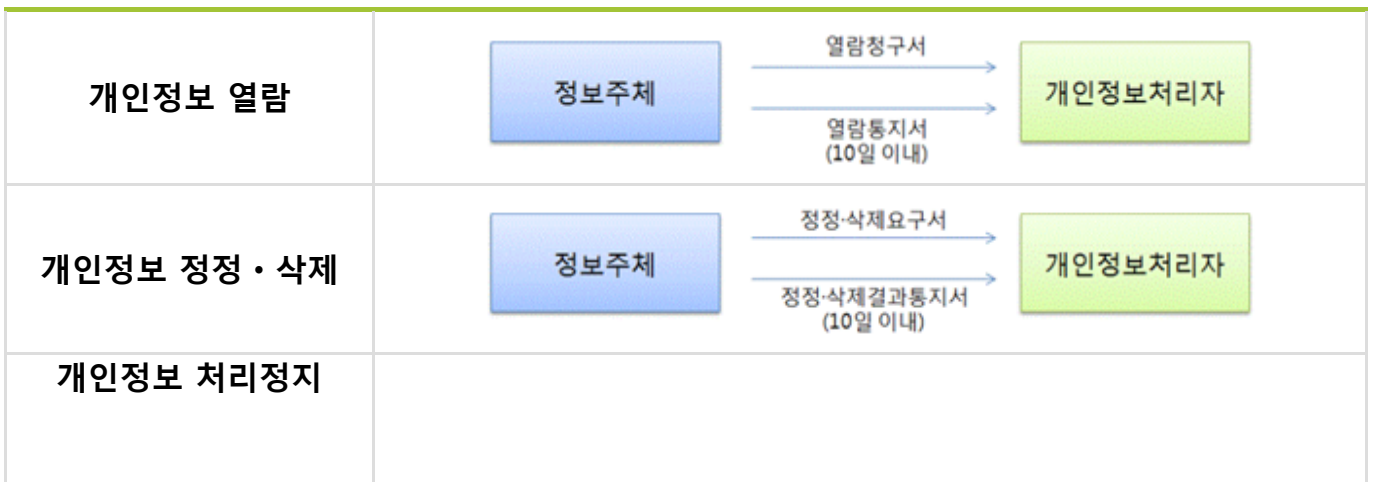 개인정보 열람
정보주체
열람청구서
열람통지서
(10일 이내)
개인정보처리자
개인정보 정정 • 삭제
정보주체
정정·삭제요구서
정정·삭제결과통지서
(10일 이내)
개인정보처리자
개인정보 처리정지